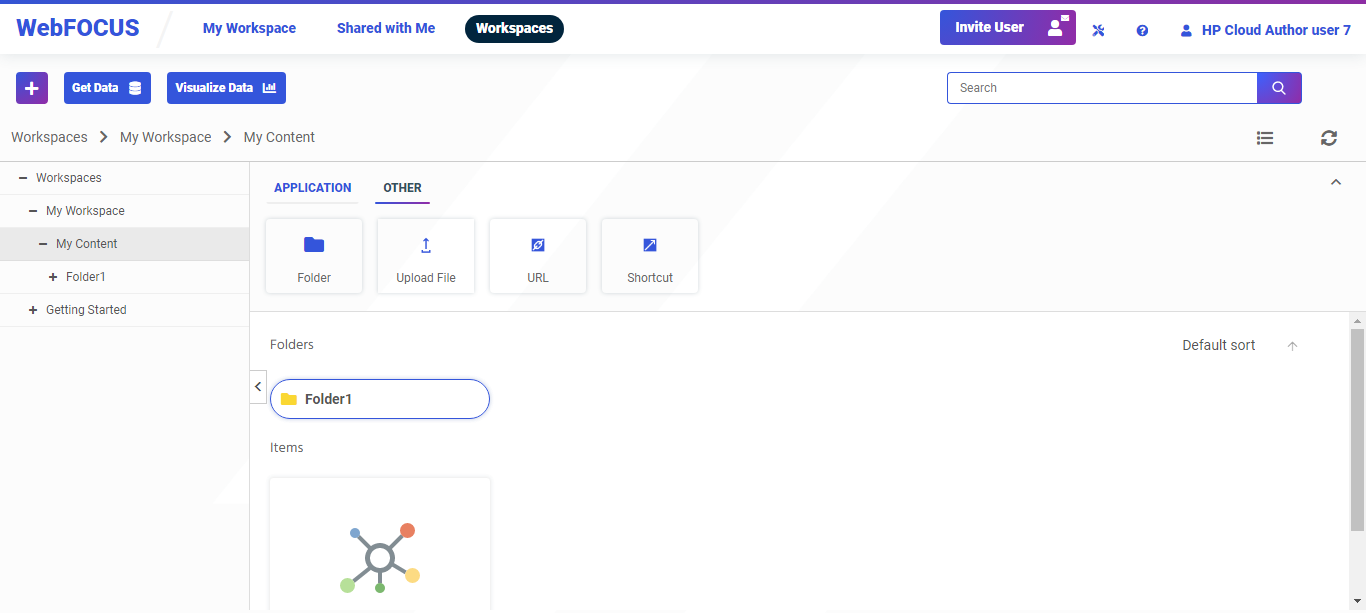 WebFOCUS My Workspace Shared with Me Workspaces Invite User HP Cloud Author user 7
Get Data Visualize Data Search
Workspaces My Workspace My Content
Workspaces
My Workspace
My Content
Folder1
Getting Started
APPLICATION OTHER
Folder Upload File URL Shortcut
Folders Default sort
Folder1
Items